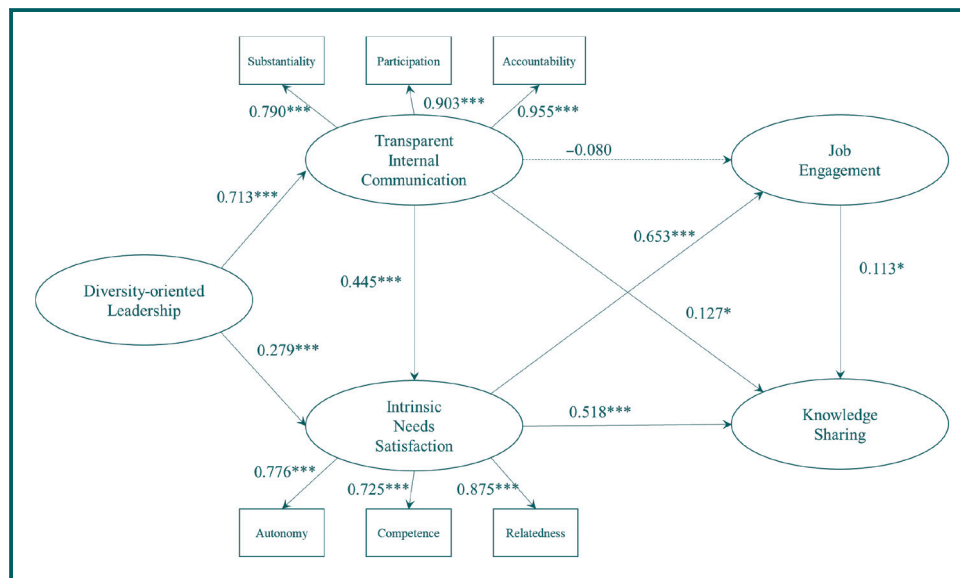 Substantiality
Participation
Accountability
0.790***
0.903***
0.955***
Transparent
Internal
Communication
−0.080
Job
Engagement
0.713***
0.653***
0.445***
0.113*
Diversity-oriented
Leadership
0.127*
0.279***
Intrinsic
Needs
Satisfaction
0.518***
Knowledge
Sharing
0.776***
0.725***
0.875***
Autonomy
Competence
Relatedness